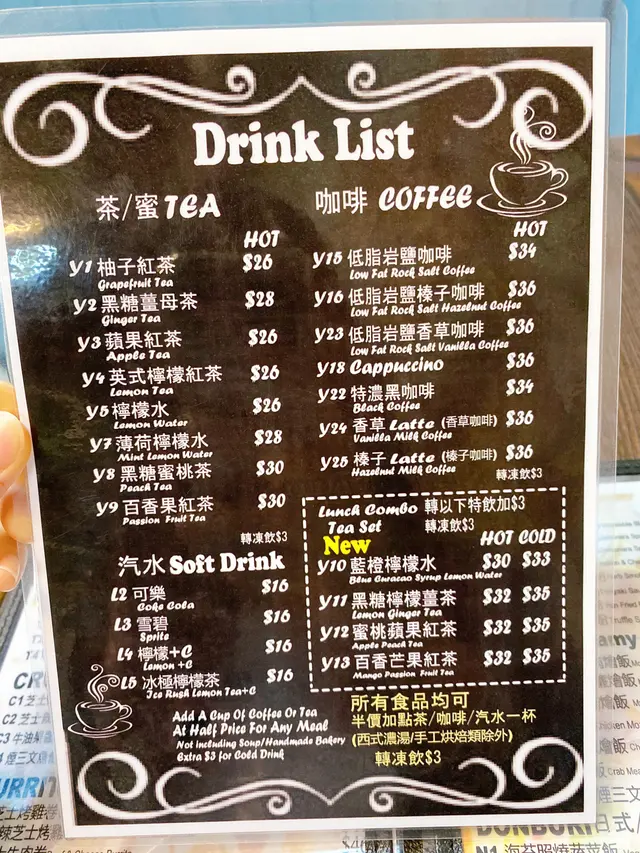 Drink List
茶/蜜 TEA
HOT
Y1 柚子紅茶 $26
Grapefruit Tea
Y2 黑糖薑母茶 $28
Ginger Tea
Y3 蘋果紅茶 $26
Apple Tea
Y4 英式檸檬紅茶 $26
Lemon Tea
Y5 檸檬水 $26
Lemon Water
Y7 薄荷檸檬水 $28
Mint Lemon Water
Y8 黑糖蜜桃茶 $30
Peach Tea
Y9 百香果紅茶 $30
Passion Fruit Tea
轉凍飲$3
汽水 Soft Drink
L2 可樂 $16
Coke Cola
L3 雪碧 $16
Sprite
L4 檸檬+C $16
Lemon +C
L5 冰極檸檬茶 $16
Ice Rush Lemon Tea+C
Add A Cup Of Coffee Or Tea
At Half Price For Any Meal
Not including Soup/Handmade Bakery
Extra $3 for Cold Drink
咖啡 COFFEE
HOT
Y15 低脂岩鹽咖啡 $34
Low Fat Rock Salt Coffee
Y16 低脂岩鹽榛子咖啡 $36
Low Fat Rock Salt Hazelnut Coffee
Y23 低脂岩鹽香草咖啡 $36
Low Fat Rock Salt Vanilla Coffee
Y18 Cappuccino $36
Y22 特濃黑咖啡 $34
Black Coffee
Y24 香草 Latte (香草咖啡) $36
Vanilla Milk Coffee
Y25 榛子 Latte (榛子咖啡) $36
Hazelnut Milk Coffee
轉凍飲$3
Lunch Combo 轉以下特飲加$3
Tea Set 轉凍飲$3
New
HOT COLD
Y10 藍橙檸檬水 $30 $33
Blue Curacao Syrup Lemon Water
Y11 黑糖檸檬薑茶 $32 $35
Lemon Ginger Tea
Y12 蜜桃蘋果紅茶 $32 $35
Apple Peach Tea
Y13 百香芒果紅茶 $32 $35
Mango Passion Fruit Tea
所有食品均可
半價加點茶/咖啡/汽水一杯
(西式濃湯/手工烘焙類除外)
轉凍飲$3